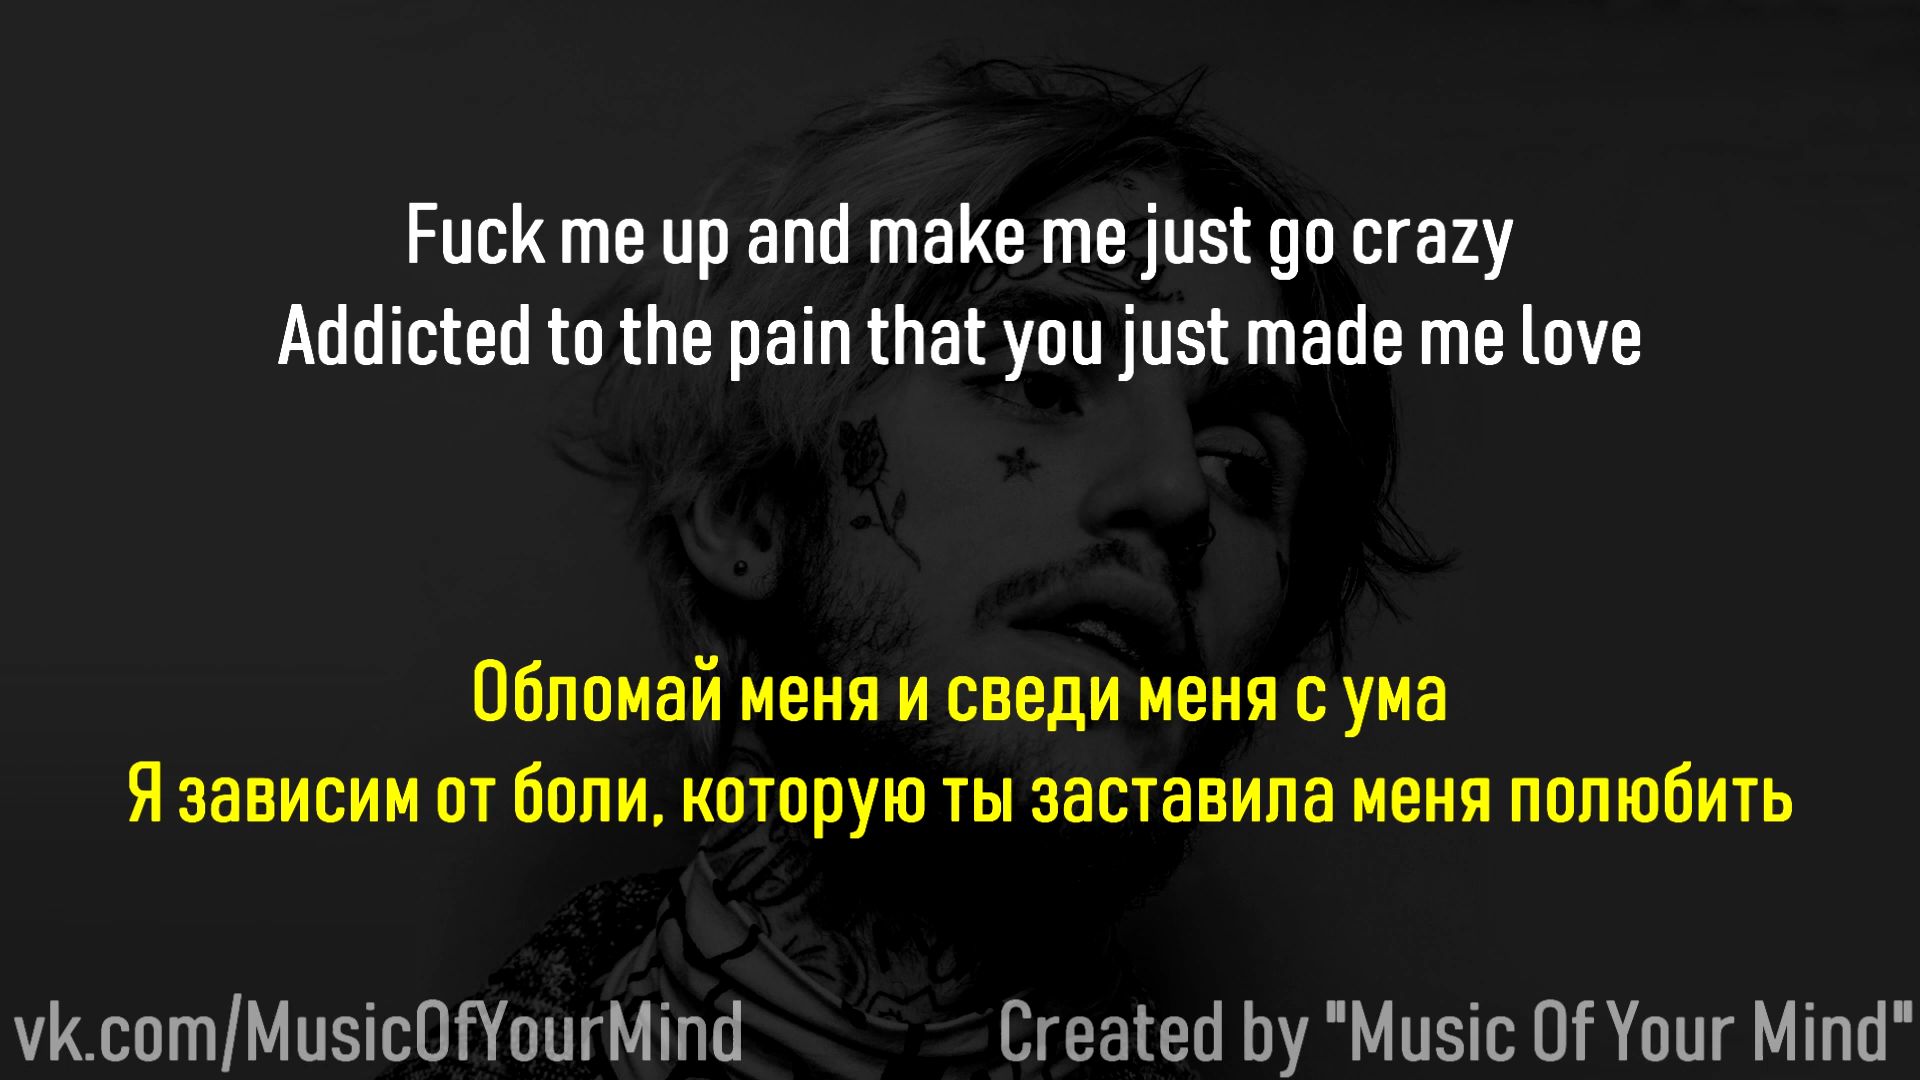 Fuck me up and make me just go crazy
Addicted to the pain that you just made me love
Обломай меня и сведи меня с ума
Я зависим от боли, которую ты заставила меня полюбить
vk.com/MusicOfYourMind
Created by "Music Of Your Mind"